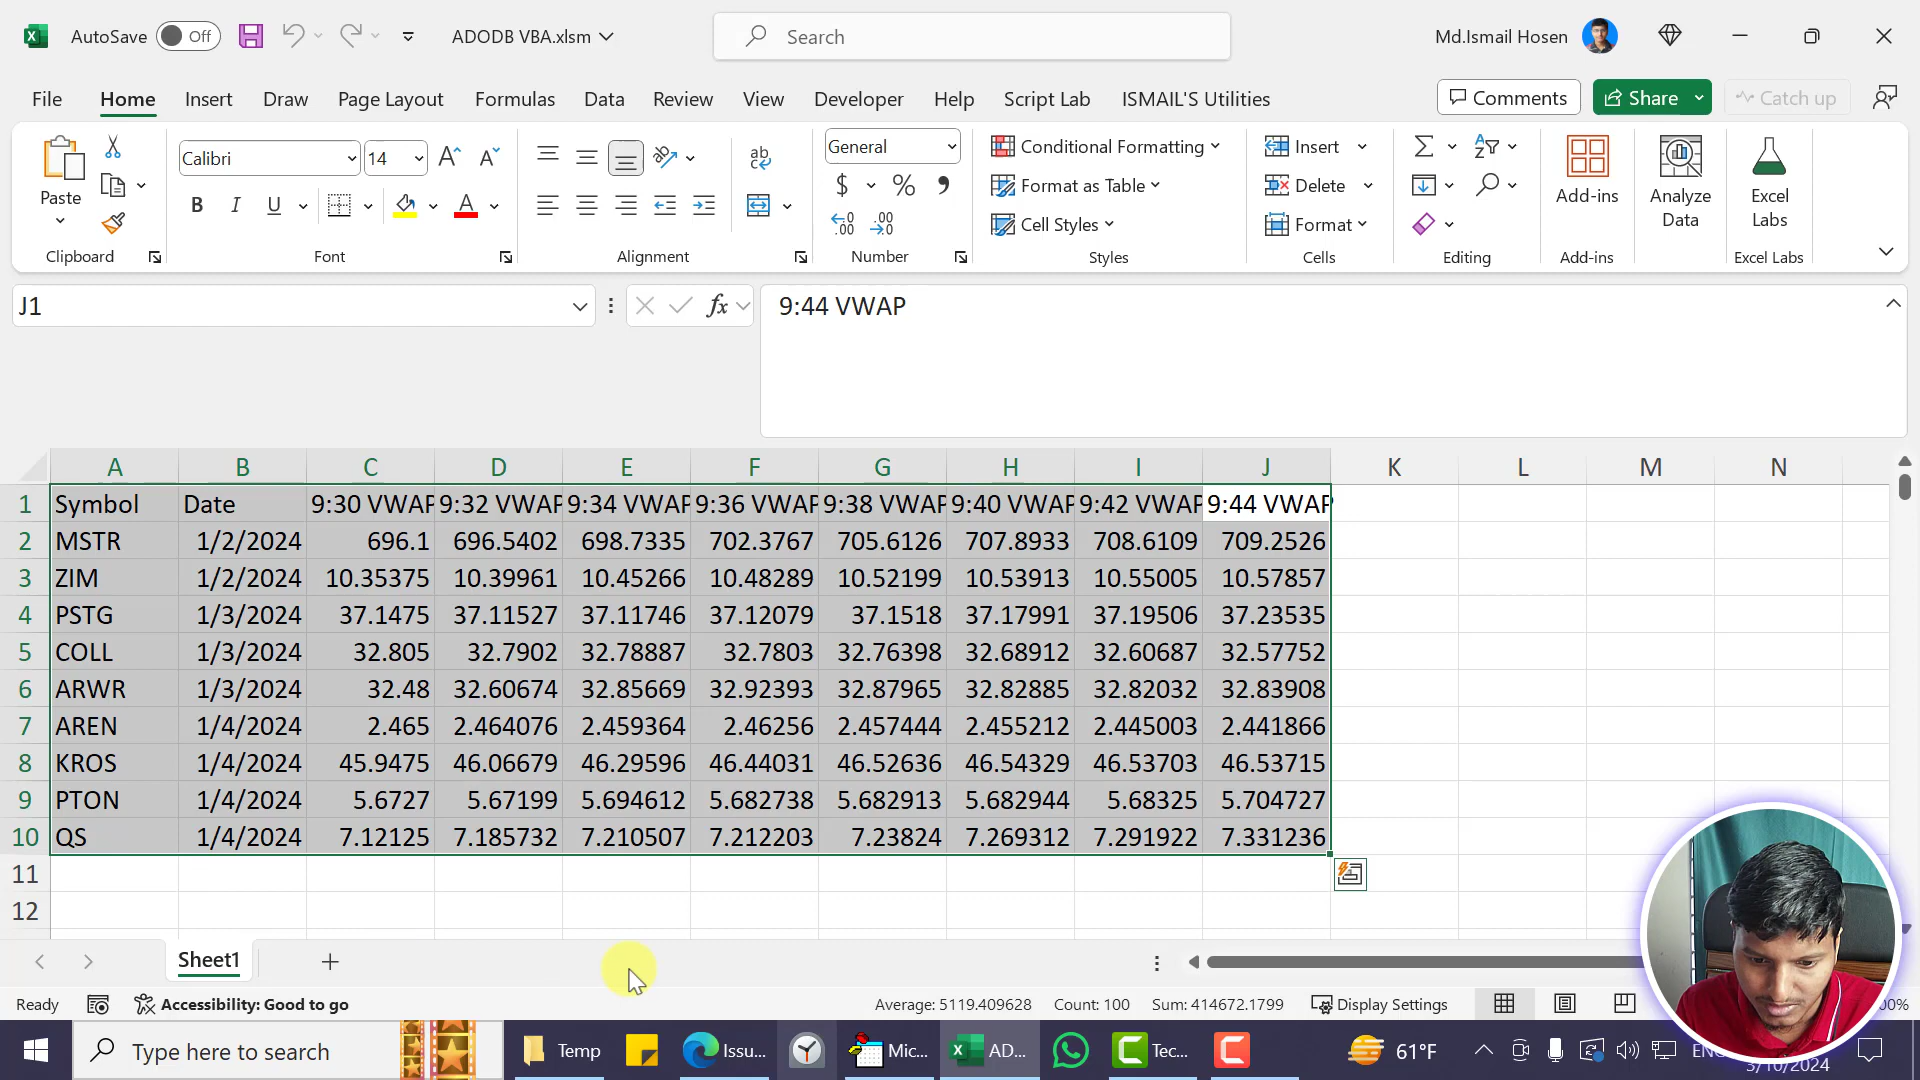 AutoSave Off ADODB VBA.xlsm Search Md.Ismail Hosen
File Home Insert Draw Page Layout Formulas Data Review View Developer Help Script Lab ISMAIL'S Utilities Comments Share Catch up
Paste Calibri 14 General Conditional Formatting Insert Add-ins Analyze Data Excel Labs
B I U $ % Format as Table Delete
Cell Styles Format
Clipboard Font Alignment Number Styles Cells Editing Add-ins Excel Labs
J1 fx 9:44 VWAP
A B C D E F G H I J K L M N
1 Symbol Date 9:30 VWAP 9:32 VWAP 9:34 VWAP 9:36 VWAP 9:38 VWAP 9:40 VWAP 9:42 VWAP 9:44 VWAP
2 MSTR 1/2/2024 696.1 696.5402 698.7335 702.3767 705.6126 707.8933 708.6109 709.2526
3 ZIM 1/2/2024 10.35375 10.39961 10.45266 10.48289 10.52199 10.53913 10.55005 10.57857
4 PSTG 1/3/2024 37.1475 37.11527 37.11746 37.12079 37.1518 37.17991 37.19506 37.23535
5 COLL 1/3/2024 32.805 32.7902 32.78887 32.7803 32.76398 32.68912 32.60687 32.57752
6 ARWR 1/3/2024 32.48 32.60674 32.85669 32.92393 32.87965 32.82885 32.82032 32.83908
7 AREN 1/4/2024 2.465 2.464076 2.459364 2.46256 2.457444 2.455212 2.445003 2.441866
8 KROS 1/4/2024 45.9475 46.06679 46.29596 46.44031 46.52636 46.54329 46.53703 46.53715
9 PTON 1/4/2024 5.6727 5.67199 5.694612 5.682738 5.682913 5.682944 5.68325 5.704727
10 QS 1/4/2024 7.12125 7.185732 7.210507 7.212203 7.23824 7.269312 7.291922 7.331236
11
12
Sheet1
Ready Accessibility: Good to go Average: 5119.409628 Count: 100 Sum: 414672.1799 Display Settings
Type here to search Temp Issu... Mic... AD... Tec... 61°F
3/10/2024